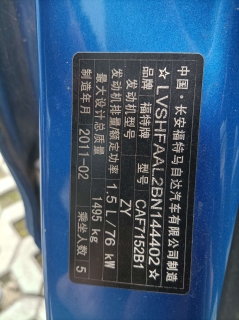 中国·长安福特马自达汽车有限公司制造
☆LVSHFAAL2BN144402☆
品牌 福特牌 型号 CAF7152B1
发动机型号 ZY
发动机排量/额定功率 1.5 L/76 kW
最大设计总质量 1495 kg
制造年月 2011-02 乘坐人数 5